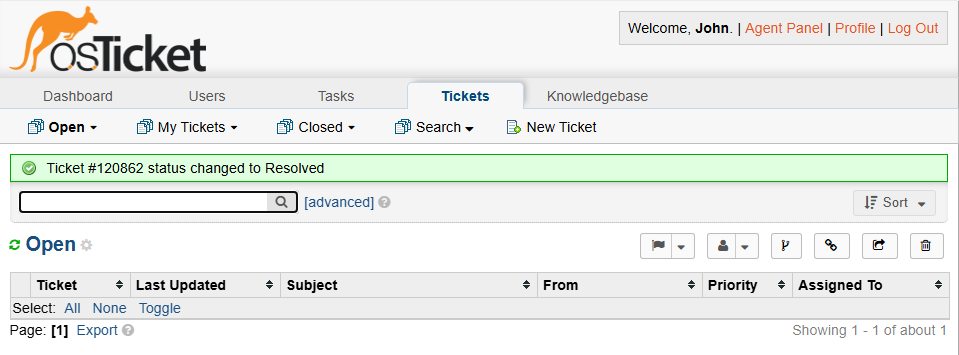 osTicket
Welcome, John. | Agent Panel | Profile | Log Out
Dashboard Users Tasks Tickets Knowledgebase
Open My Tickets Closed Search New Ticket
Ticket #120862 status changed to Resolved
[advanced] ? Sort
Open
Ticket Last Updated Subject From Priority Assigned To
Select: All None Toggle
Page: [1] Export ? Showing 1 - 1 of about 1